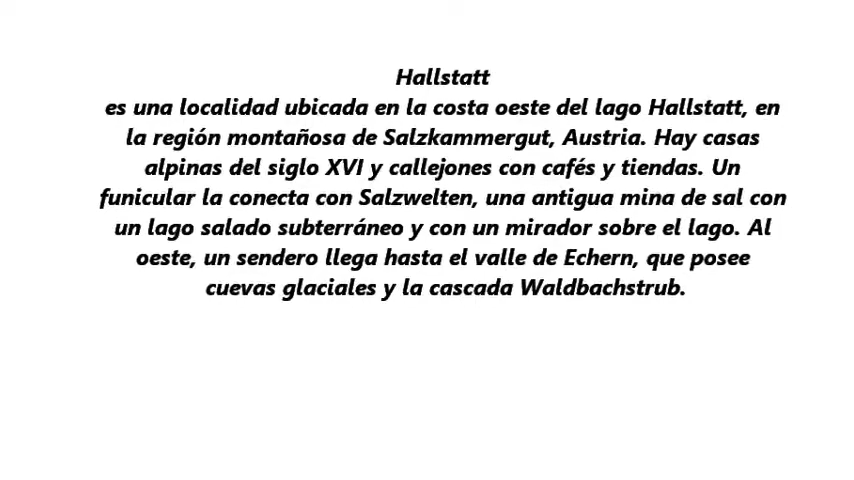 Hallstatt
es una localidad ubicada en la costa oeste del lago Hallstatt, en
la región montañosa de Salzkammergut, Austria. Hay casas
alpinas del siglo XVI y callejones con cafés y tiendas. Un
funicular la conecta con Salzwelten, una antigua mina de sal con
un lago salado subterráneo y con un mirador sobre el lago. Al
oeste, un sendero llega hasta el valle de Echern, que posee
cuevas glaciales y la cascada Waldbachstrub.